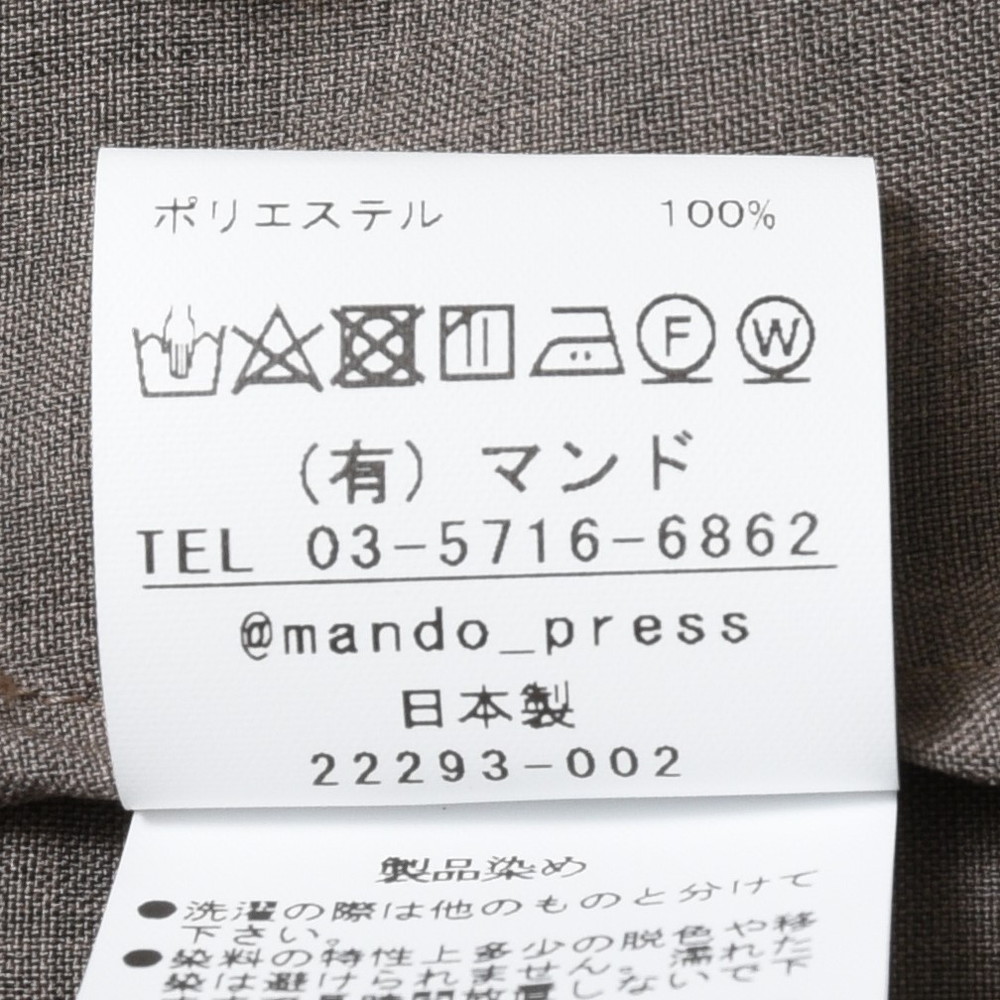 ポリエステル 100%
F W
(有) マンド
TEL 03-5716-6862
@mando_press
日本製
22293-002
製品染め
●洗濯の際は他のものと分けて
下さい。
●染料の特性上多少の脱色や移
染は避けられません。濡れた